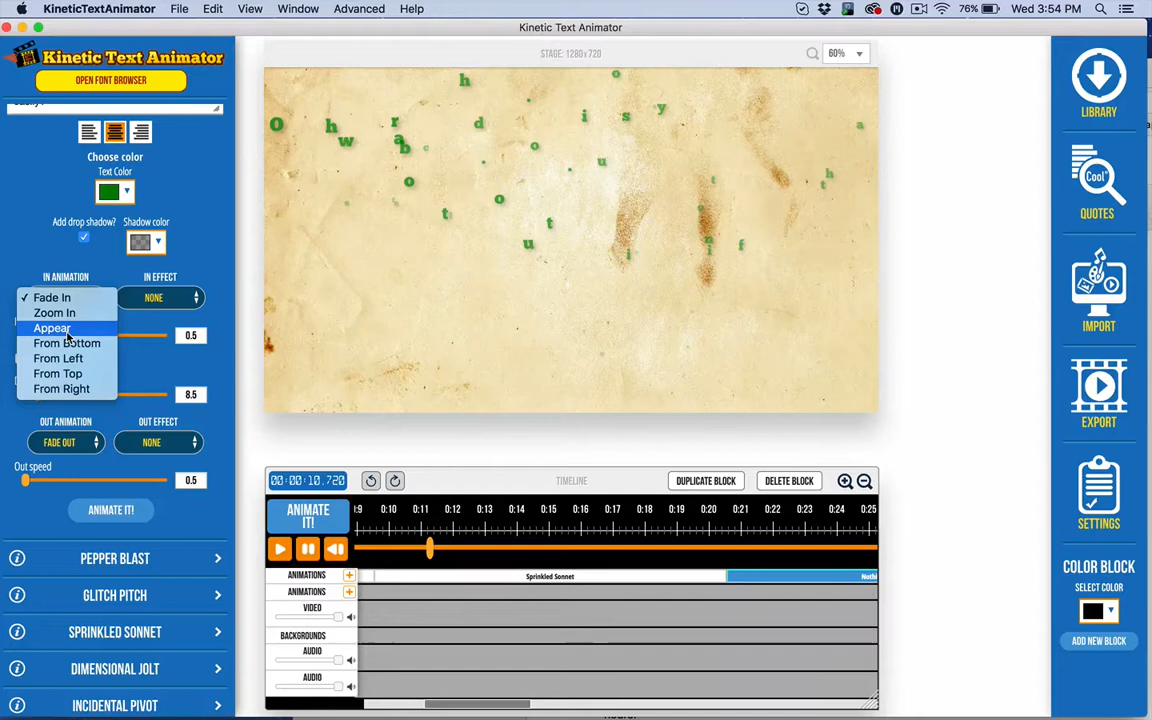 KineticTextAnimator File Edit View Window Advanced Help
76% Wed 3:54 PM
Kinetic Text Animator
Kinetic Text Animator
OPEN FONT BROWSER
Choose color
Text Color
Add drop shadow? Shadow color
IN ANIMATION IN EFFECT
✓ Fade In
NONE
Zoom In
Appear
0.5
From Bottom
From Left
From Top
From Right
8.5
OUT ANIMATION OUT EFFECT
FADE OUT NONE
Out speed
0.5
ANIMATE IT!
PEPPER BLAST
GLITCH PITCH
SPRINKLED SONNET
DIMENSIONAL JOLT
INCIDENTAL PIVOT
STAGE: 1280X720
60%
00:00:10.720
TIMELINE
DUPLICATE BLOCK
DELETE BLOCK
ANIMATE IT!
:9 0:10 0:11 0:12 0:13 0:14 0:15 0:16 0:17 0:18 0:19 0:20 0:21 0:22 0:23 0:24 0:25
ANIMATIONS +
Sprinkled Sonnet
Nothi
ANIMATIONS +
VIDEO
BACKGROUNDS
AUDIO
AUDIO
LIBRARY
Cool"
QUOTES
IMPORT
EXPORT
SETTINGS
COLOR BLOCK
SELECT COLOR
ADD NEW BLOCK